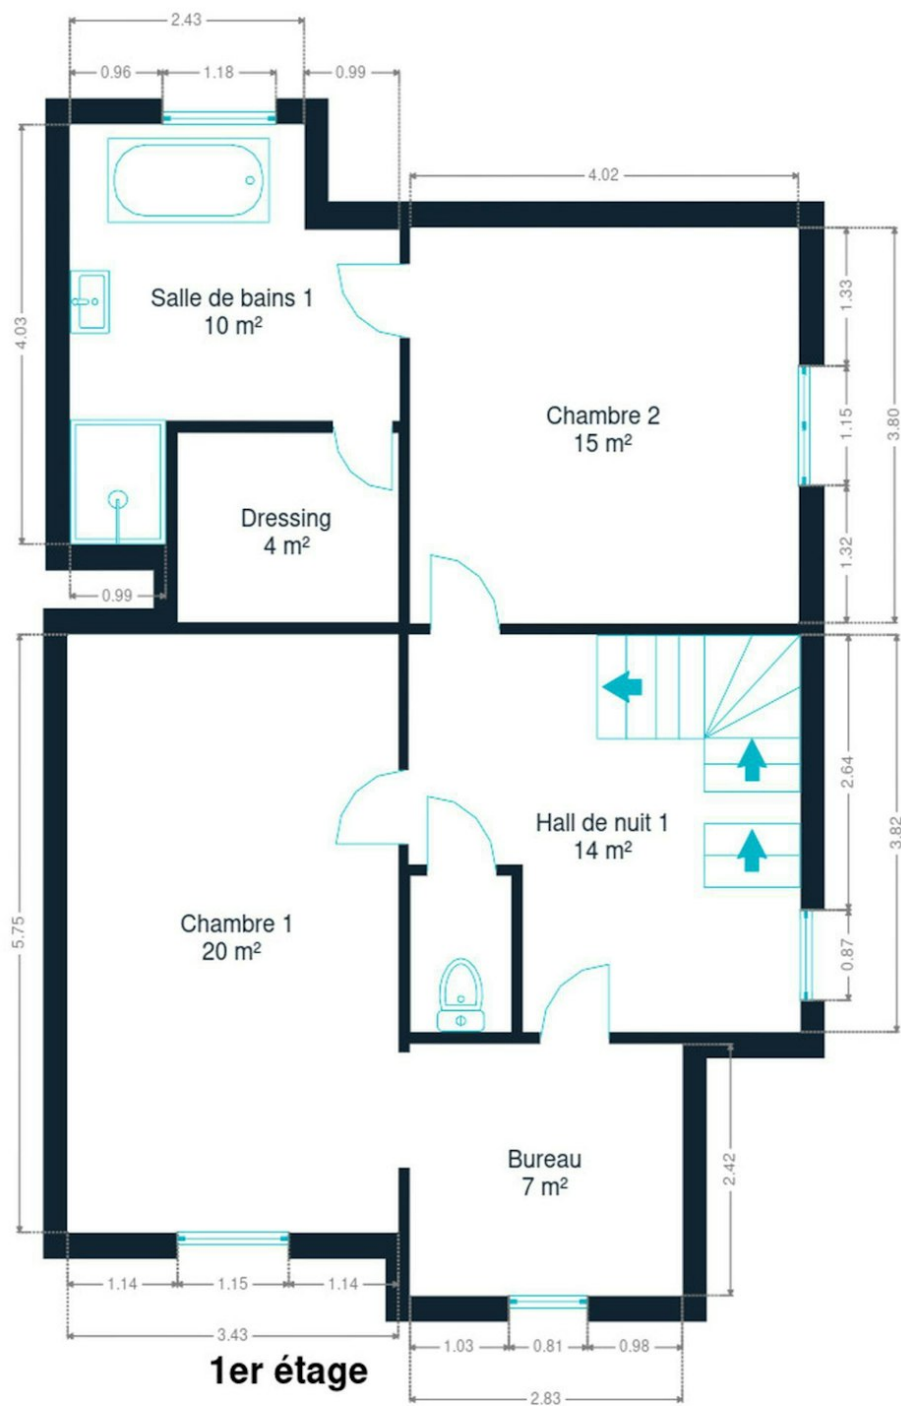 2.43
0.96
1.18
0.99
4.02
Salle de bains 1
10 m²
4.03
1.33
Chambre 2
15 m²
1.15
3.80
Dressing
4 m²
1.32
0.99
2.64
Hall de nuit 1
14 m²
3.82
Chambre 1
20 m²
5.75
0.87
Bureau
7 m²
2.42
1.14
1.15
1.14
3.43
1.03
0.81
0.98
1er étage
2.83